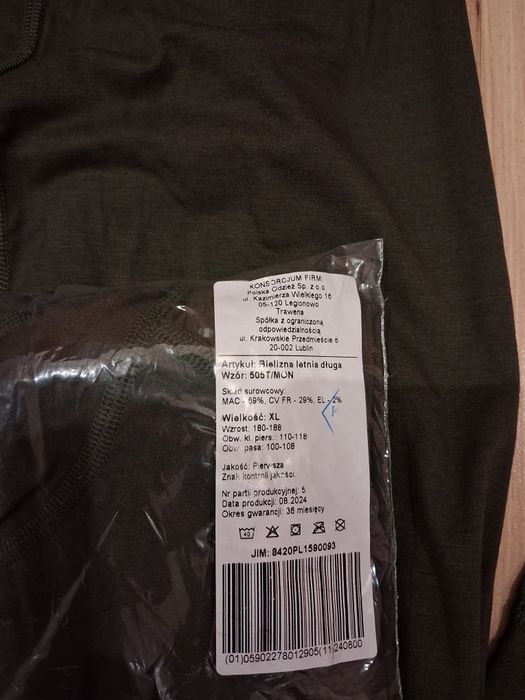 KONSORCJUM FIRM
Polska Odzież Sp. z o.o
ul. Kazimierza Wielkiego 16
05-120 Legionowo
Trawena
Spółka z ograniczoną
odpowiedzialnością
ul. Krakowskie Przedmieście 6
20-002 Lublin
Artykuł: Bielizna letnia długa
Wzór: 505T/MON
Skład surowcowy
MAC - 69%, CV FR - 29%, EL - 2%
Wielkość: XL
Wzrost: 180-188
Obw. kl. piers.: 110-118
Obw. pasa: 100-108
Jakość: Pierwsza
Znak kontroli jakości
Nr partii produkcyjnej: 5
Data produkcji: 08.2024
Okres gwarancji: 36 miesięcy
40
JIM: 8420PL1590093
(01)05902278012905(11)240800